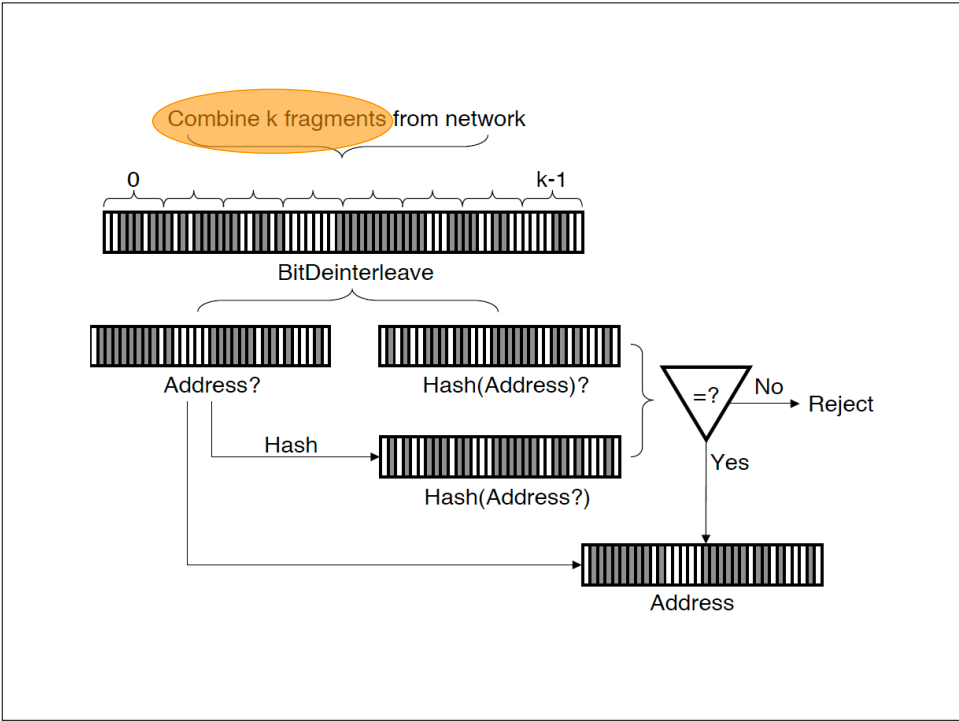 Combine k fragments from network
0
k-1
BitDeinterleave
Address?
Hash(Address)?
=?
No
Reject
Hash
Yes
Hash(Address?)
Address